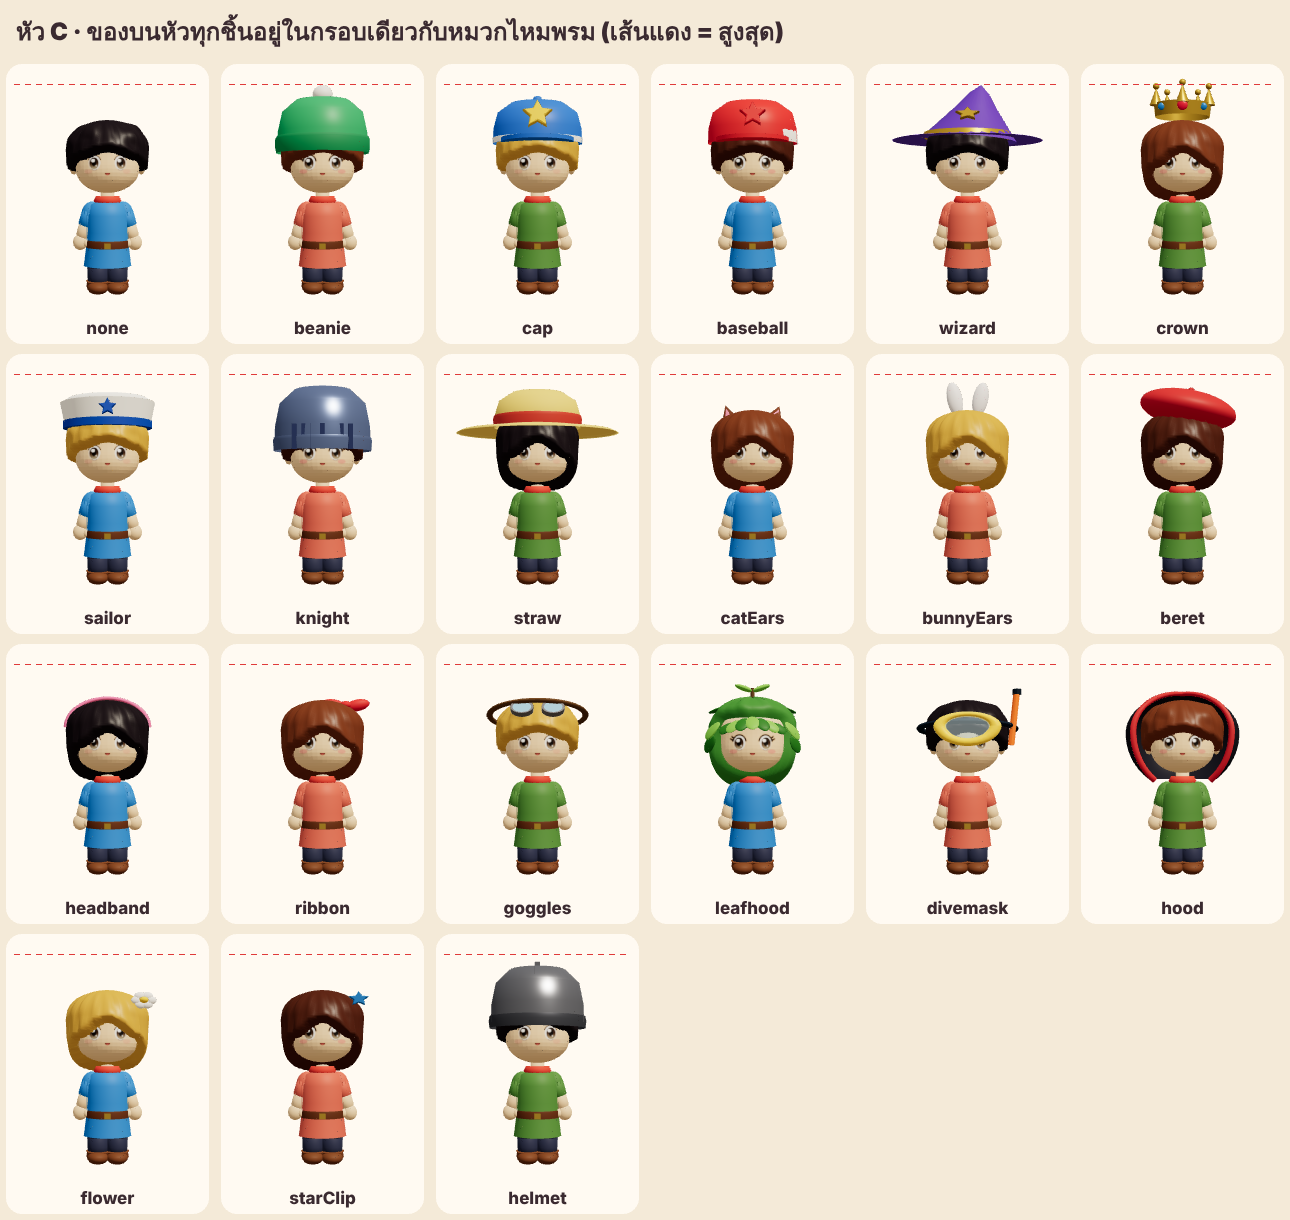 หัว C · ของบนหัวทุกชิ้นอยู่ในกรอบเดียวกับหมวกไหมพรม (เส้นแดง = สูงสุด)
none
beanie
cap
baseball
wizard
crown
sailor
knight
straw
catEars
bunnyEars
beret
headband
ribbon
goggles
leafhood
divemask
hood
flower
starClip
helmet